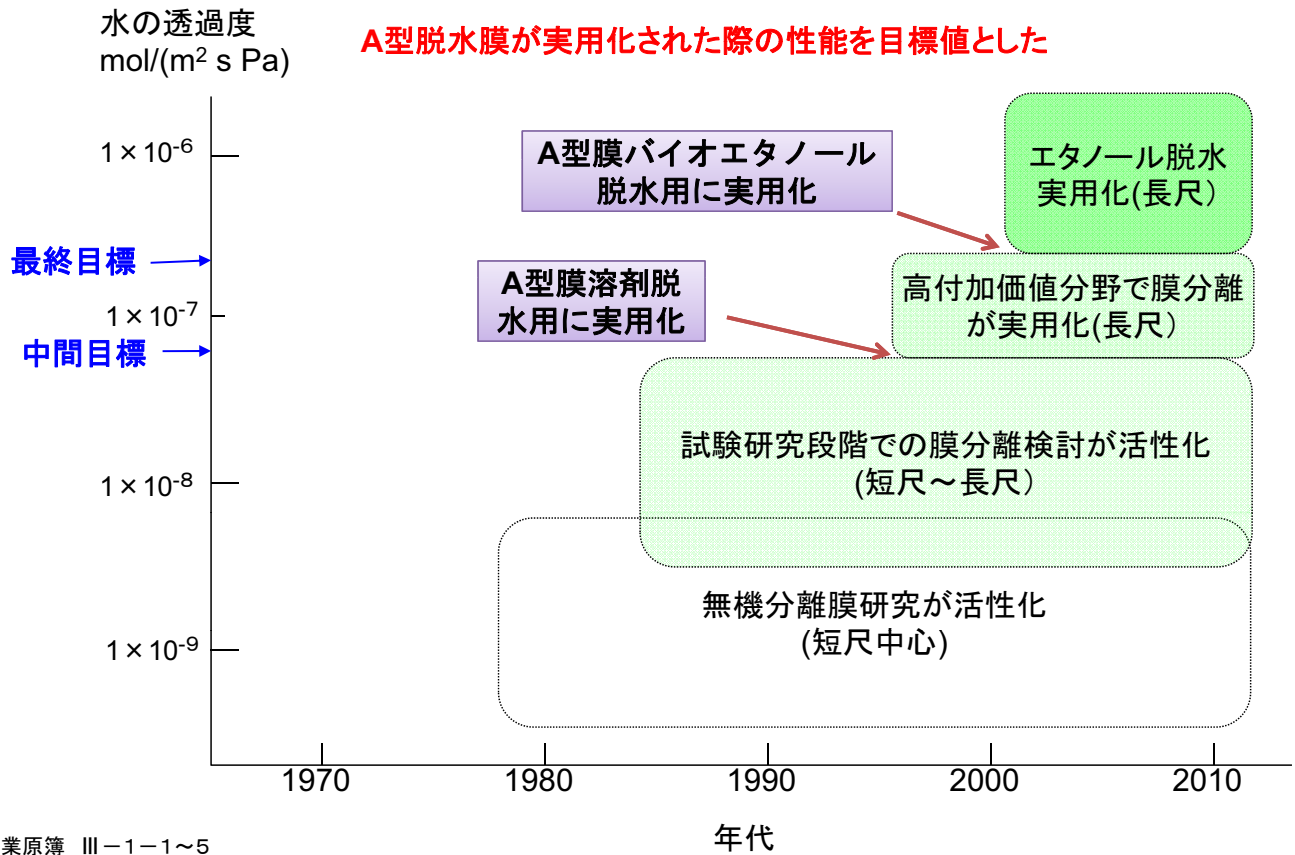 水の透過度
mol/(m² s Pa)
A型脱水膜が実用化された際の性能を目標値とした
1×10⁻⁶
A型膜バイオエタノール
脱水用に実用化
エタノール脱水
実用化(長尺）
最終目標
A型膜溶剤脱
水用に実用化
高付加価値分野で膜分離
が実用化(長尺）
1×10⁻⁷
中間目標
試験研究段階での膜分離検討が活性化
(短尺～長尺）
1×10⁻⁸
無機分離膜研究が活性化
(短尺中心)
1×10⁻⁹
1970
1980
1990
2000
2010
年代
業原簿 Ⅲ－1－1～5